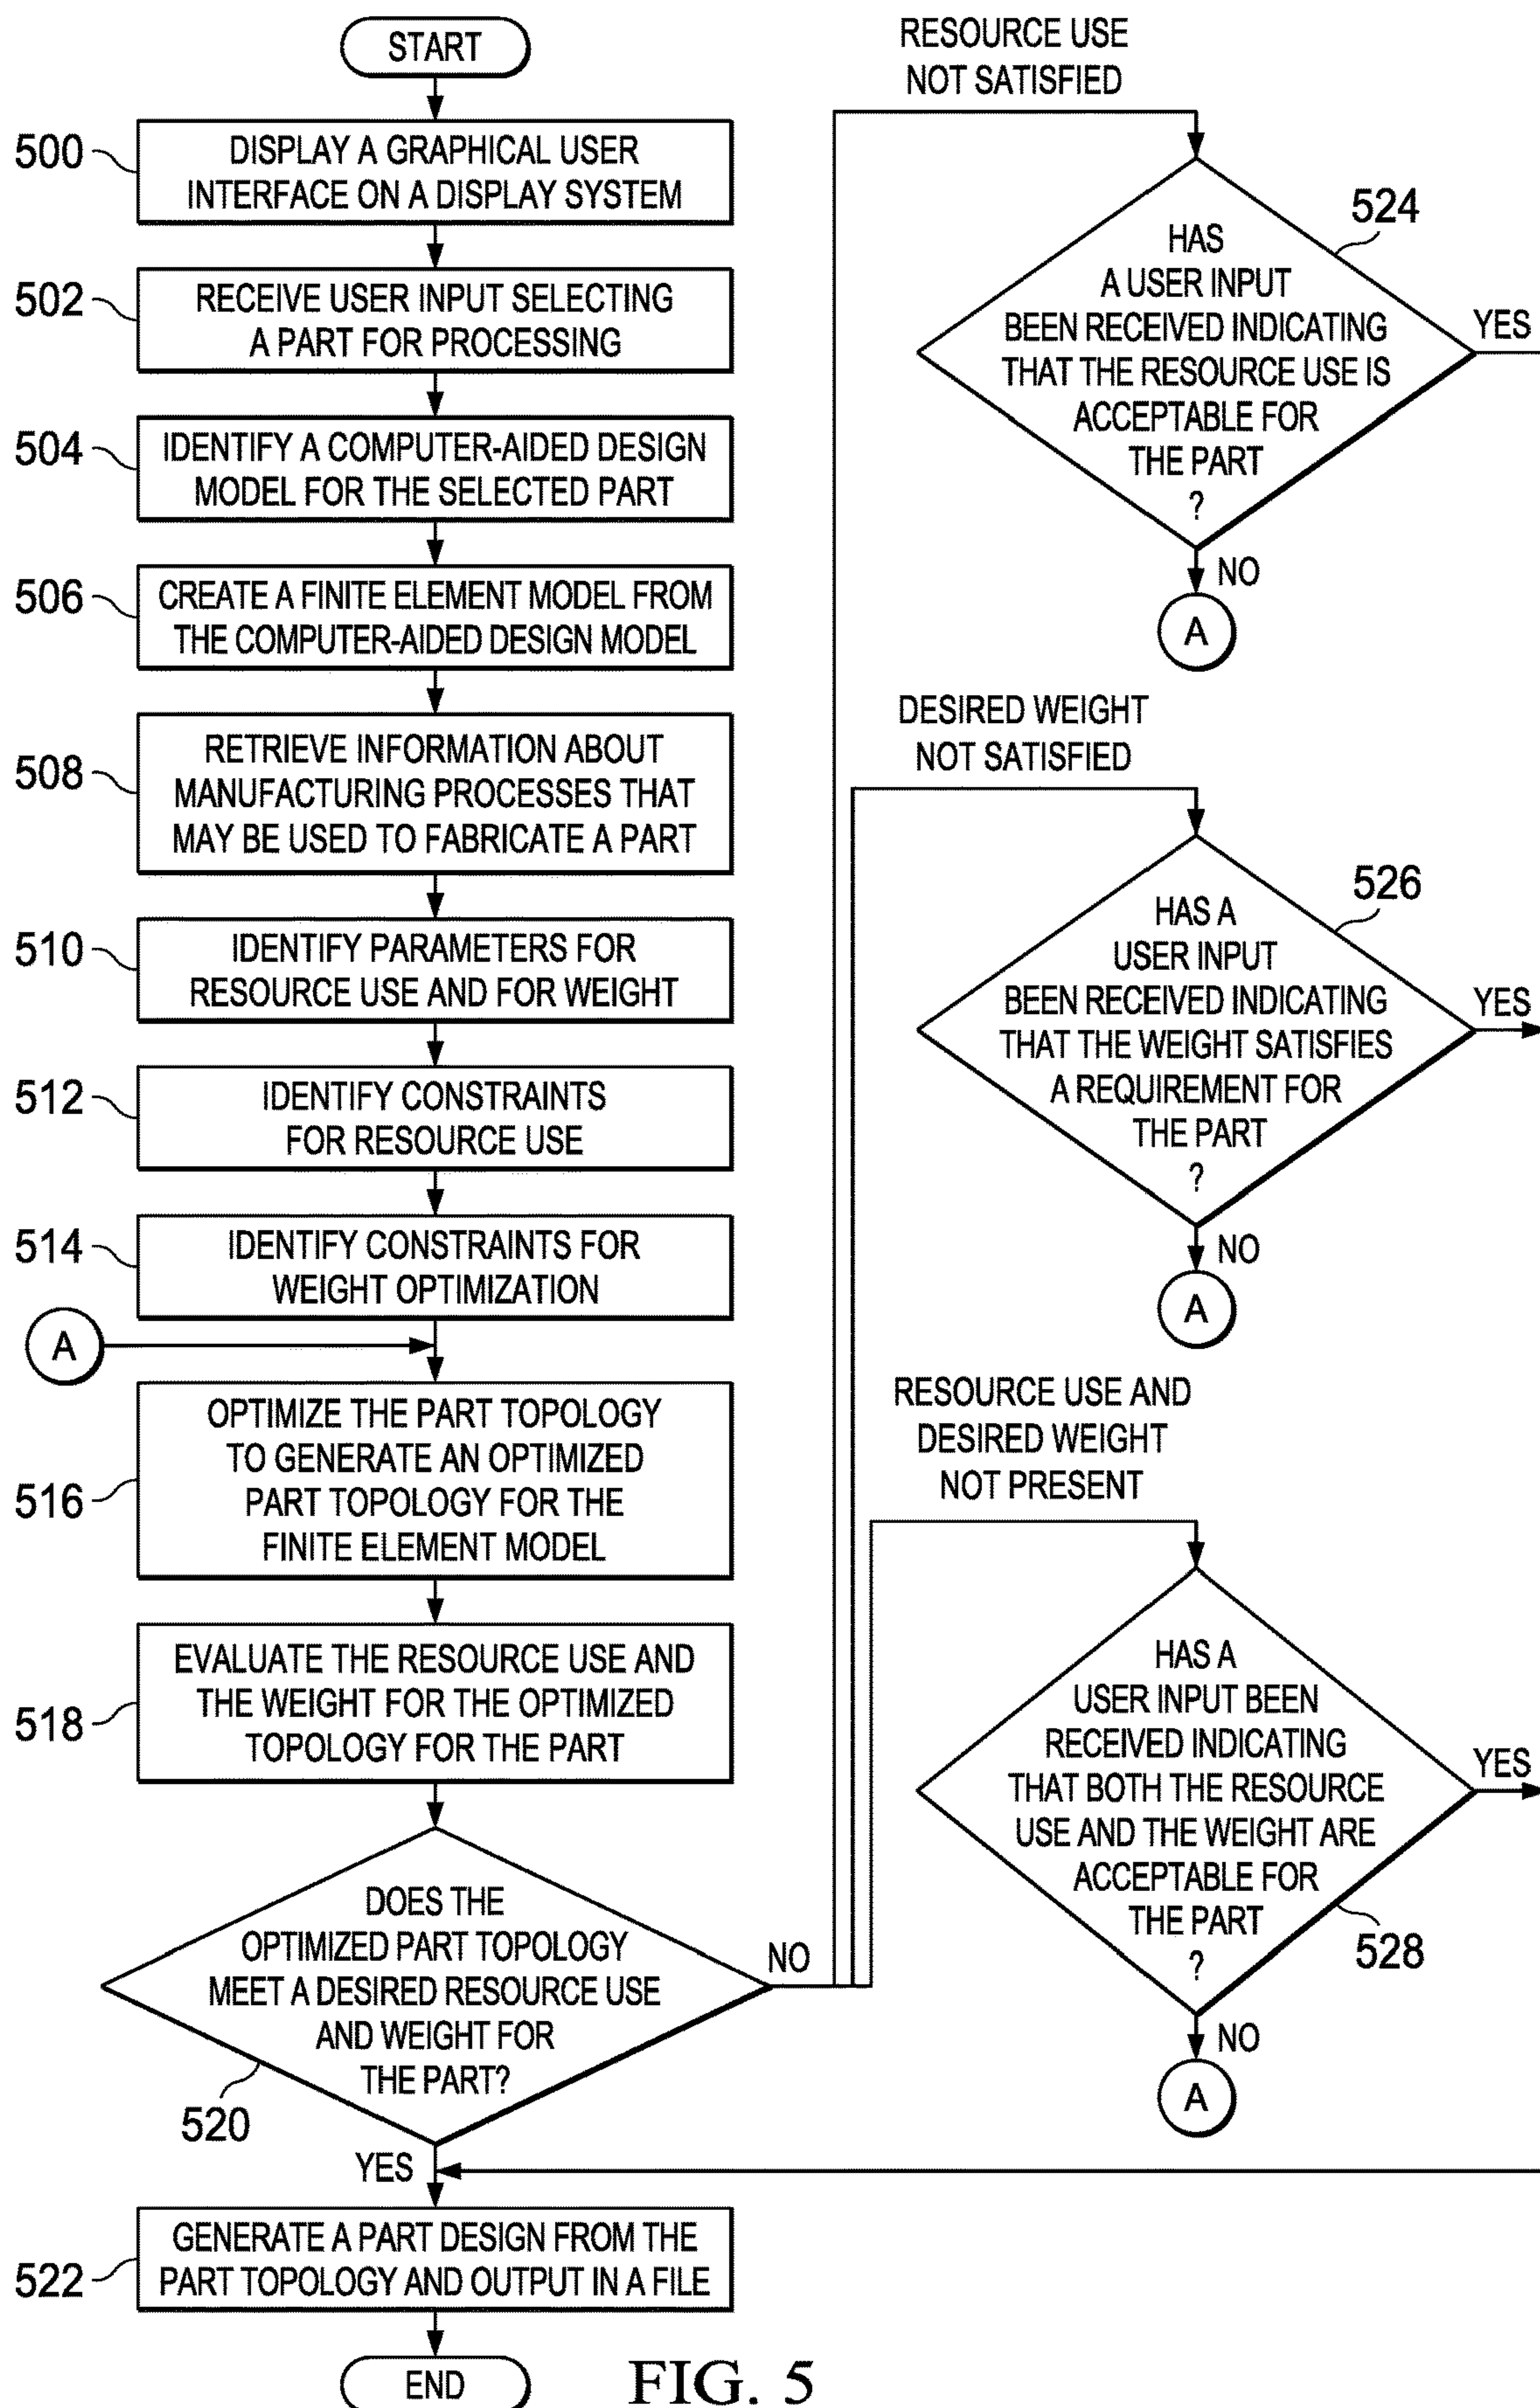 START
500
DISPLAY A GRAPHICAL USER
INTERFACE ON A DISPLAY SYSTEM
502
RECEIVE USER INPUT SELECTING
A PART FOR PROCESSING
504
IDENTIFY A COMPUTER-AIDED DESIGN
MODEL FOR THE SELECTED PART
506
CREATE A FINITE ELEMENT MODEL FROM
THE COMPUTER-AIDED DESIGN MODEL
508
RETRIEVE INFORMATION ABOUT
MANUFACTURING PROCESSES THAT
MAY BE USED TO FABRICATE A PART
510
IDENTIFY PARAMETERS FOR
RESOURCE USE AND FOR WEIGHT
512
IDENTIFY CONSTRAINTS
FOR RESOURCE USE
514
IDENTIFY CONSTRAINTS FOR
WEIGHT OPTIMIZATION
A
516
OPTIMIZE THE PART TOPOLOGY
TO GENERATE AN OPTIMIZED
PART TOPOLOGY FOR THE
FINITE ELEMENT MODEL
518
EVALUATE THE RESOURCE USE AND
THE WEIGHT FOR THE OPTIMIZED
TOPOLOGY FOR THE PART
DOES THE
OPTIMIZED PART TOPOLOGY
MEET A DESIRED RESOURCE USE
AND WEIGHT FOR
THE PART?
520
NO
YES
522
GENERATE A PART DESIGN FROM THE
PART TOPOLOGY AND OUTPUT IN A FILE
END
RESOURCE USE
NOT SATISFIED
524
HAS
A USER INPUT
BEEN RECEIVED INDICATING
THAT THE RESOURCE USE IS
ACCEPTABLE FOR
THE PART
?
YES
NO
A
DESIRED WEIGHT
NOT SATISFIED
526
HAS A
USER INPUT
BEEN RECEIVED INDICATING
THAT THE WEIGHT SATISFIES
A REQUIREMENT FOR
THE PART
?
YES
NO
A
RESOURCE USE AND
DESIRED WEIGHT
NOT PRESENT
HAS A
USER INPUT BEEN
RECEIVED INDICATING
THAT BOTH THE RESOURCE
USE AND THE WEIGHT ARE
ACCEPTABLE FOR
THE PART
?
528
YES
NO
A
FIG. 5